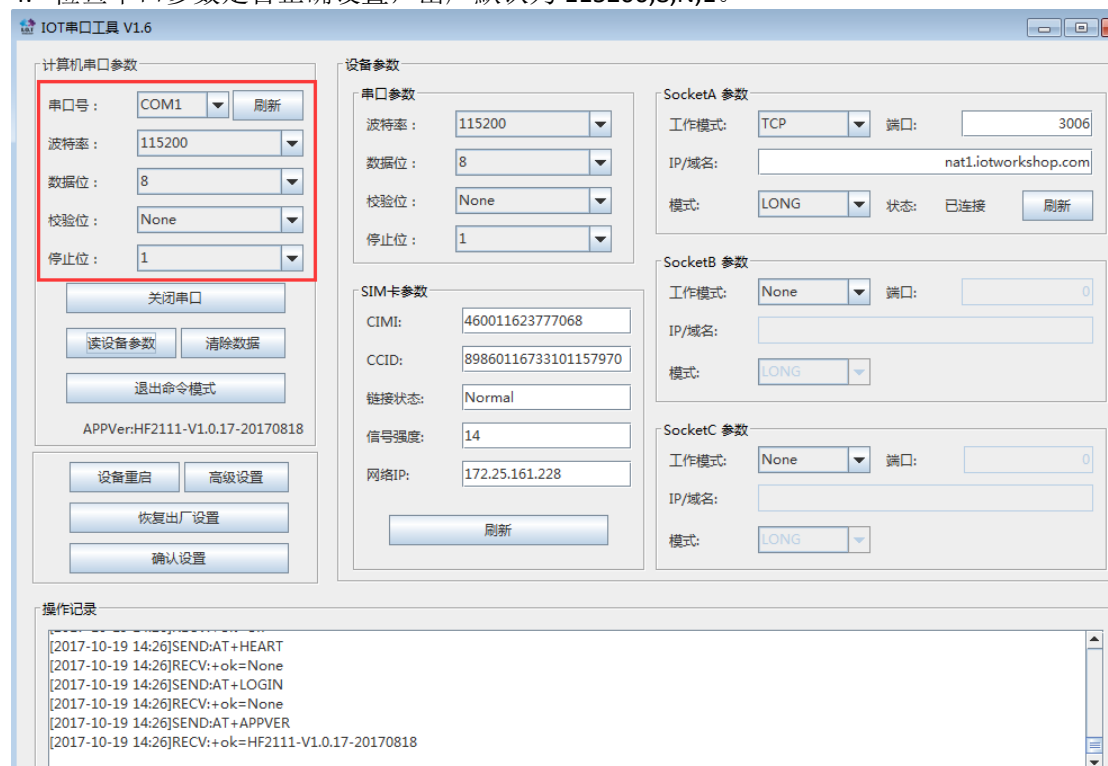 IOT串口工具 V1.6
计算机串口参数
串口号： COM1 刷新
波特率： 115200
数据位： 8
校验位： None
停止位： 1
关闭串口
读设备参数 清除数据
退出命令模式
APPVer:HF2111-V1.0.17-20170818
设备重启 高级设置
恢复出厂设置
确认设置
设备参数
串口参数
波特率： 115200
数据位： 8
校验位： None
停止位： 1
SIM卡参数
CIMI: 460011623777068
CCID: 89860116733101157970
链接状态: Normal
信号强度: 14
网络IP: 172.25.161.228
刷新
SocketA 参数
工作模式: TCP 端口: 3006
IP/域名: nat1.iotworkshop.com
模式: LONG 状态: 已连接 刷新
SocketB 参数
工作模式: None 端口: 0
IP/域名:
模式: LONG
SocketC 参数
工作模式: None 端口: 0
IP/域名:
模式: LONG
操作记录
[2017-10-19 14:26]SEND:AT+HEART
[2017-10-19 14:26]RECV:+ok=None
[2017-10-19 14:26]SEND:AT+LOGIN
[2017-10-19 14:26]RECV:+ok=None
[2017-10-19 14:26]SEND:AT+APPVER
[2017-10-19 14:26]RECV:+ok=HF2111-V1.0.17-20170818